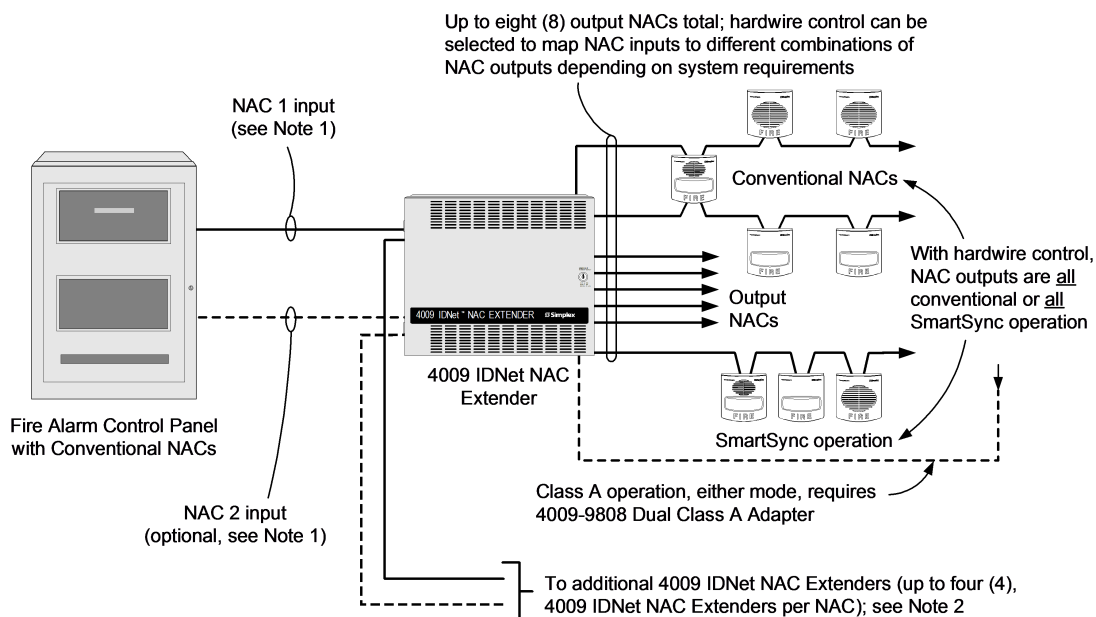 Up to eight (8) output NACs total; hardwire control can be
selected to map NAC inputs to different combinations of
NAC outputs depending on system requirements
NAC 1 input
(see Note 1)
FIRE
FIRE
FIRE
Conventional NACs
FIRE
FIRE
With hardwire control,
NAC outputs are all
conventional or all
SmartSync operation
Output
NACs
4009 IDNet™ NAC EXTENDER Simplex
4009 IDNet NAC
Extender
FIRE
FIRE
FIRE
SmartSync operation
Fire Alarm Control Panel
with Conventional NACs
Class A operation, either mode, requires
4009-9808 Dual Class A Adapter
NAC 2 input
(optional, see Note 1)
To additional 4009 IDNet NAC Extenders (up to four (4),
4009 IDNet NAC Extenders per NAC); see Note 2